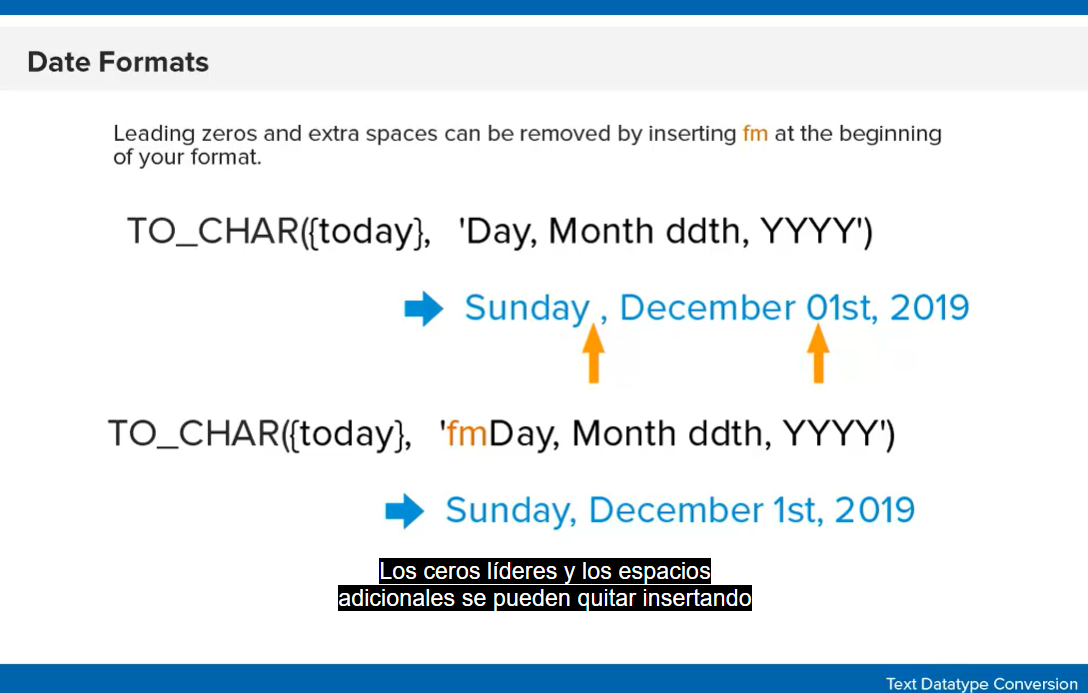 Date Formats
Leading zeros and extra spaces can be removed by inserting fm at the beginning
of your format.
TO_CHAR({today}, 'Day, Month ddth, YYYY')
Sunday , December 01st, 2019
TO_CHAR({today}, 'fmDay, Month ddth, YYYY')
Sunday, December 1st, 2019
Los ceros líderes y los espacios
adicionales se pueden quitar insertando
Text Datatype Conversion